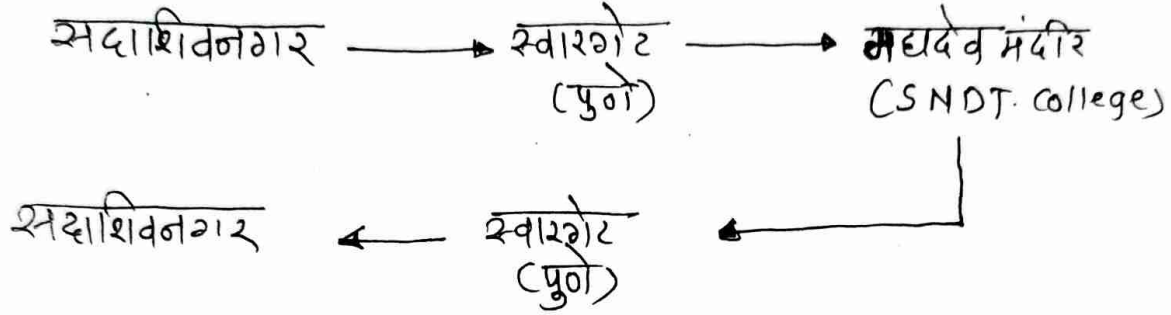 सदाशिवनगर → स्वारगेट → महादेव मंदीर
(पुणे) (SNDT. College)
सदाशिवनगर ← स्वारगेट ←
(पुणे)